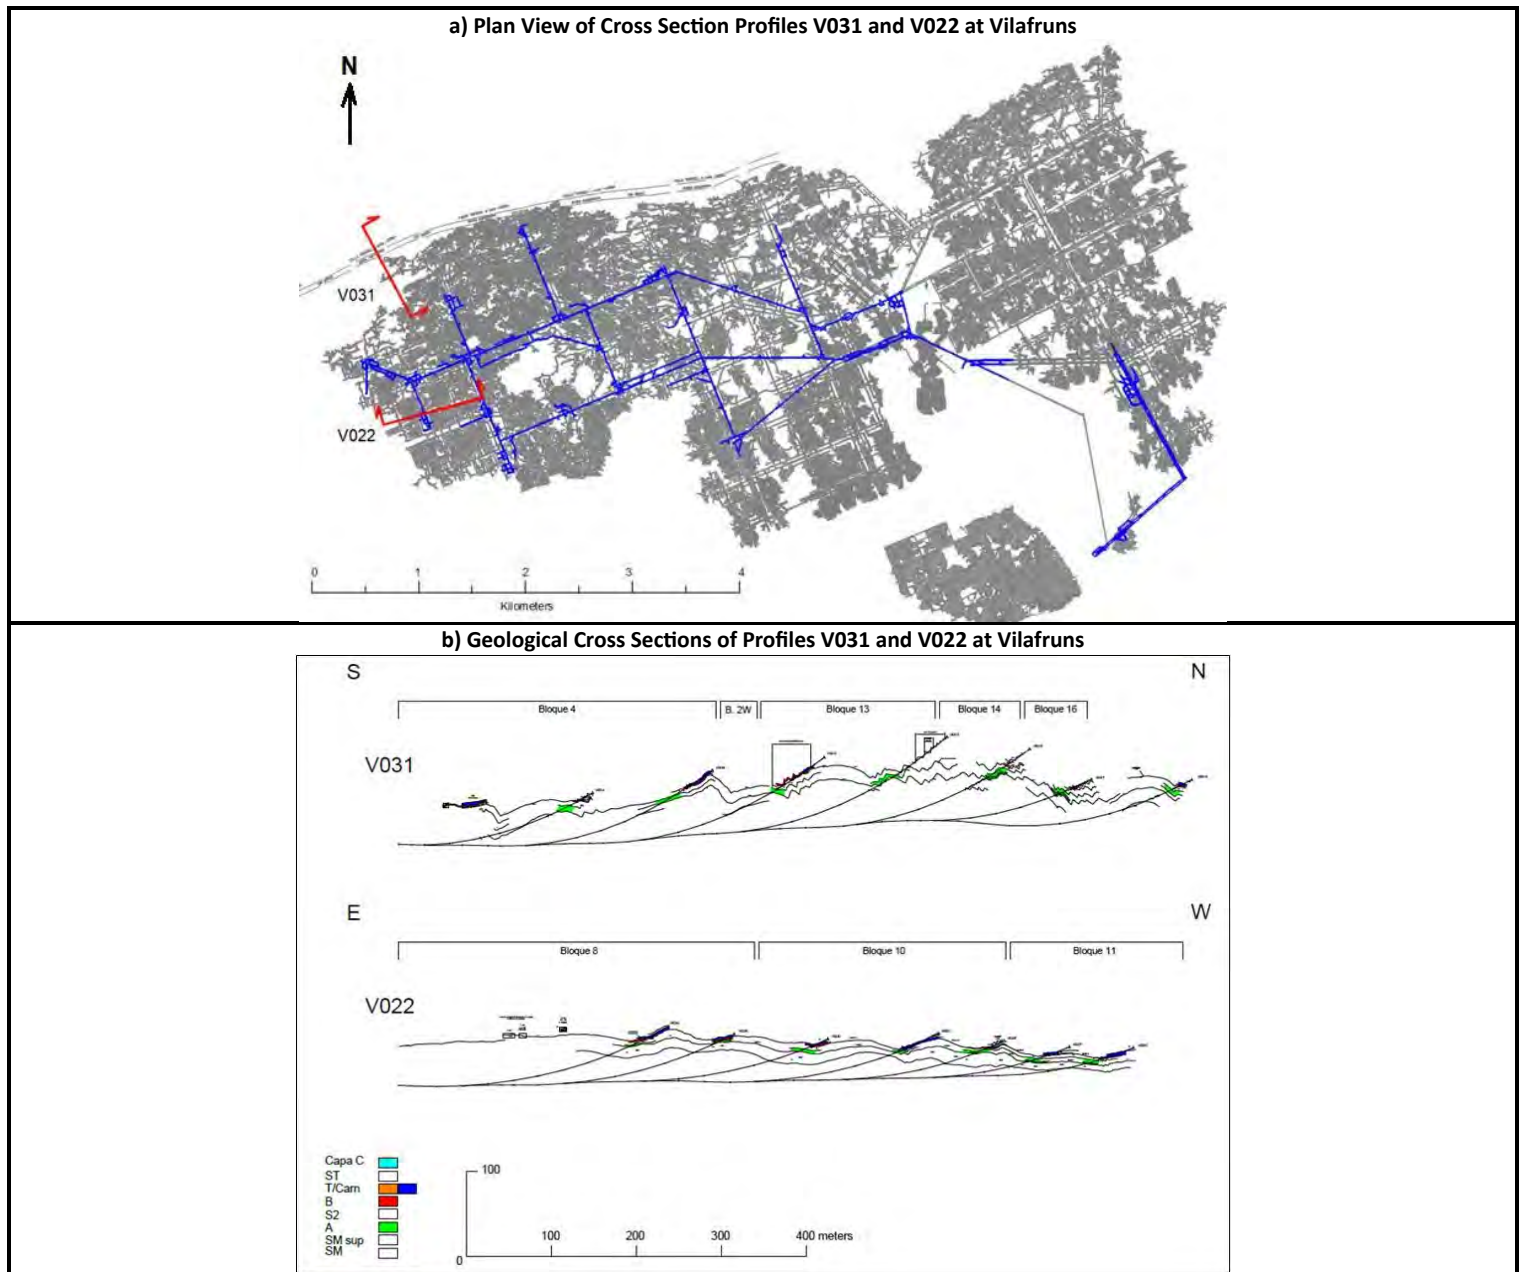 a) Plan View of Cross Section Profiles V031 and V022 at Vilafruns
N
V031
V022
0 1 2 3 4
Kilometers
b) Geological Cross Sections of Profiles V031 and V022 at Vilafruns
S N
Bloque 4 B. 2W Bloque 13 Bloque 14 Bloque 16
V031
E W
Bloque 8 Bloque 10 Bloque 11
V022
Capa C
ST
T/Carn
B
S2
A
SM sup
SM
100
0
100 200 300 400 meters